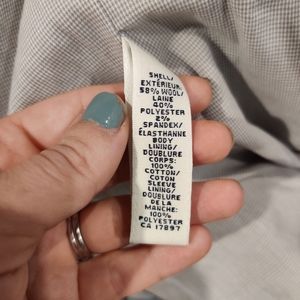 SHELL/
EXTÉRIEUR
58% WOOL/
LAINE
40%
POLYESTER
2%
SPANDEX/
ÉLASTHANNE
BODY
LINING/
DOUBLURE
CORPS:
100%
COTTON/
COTON
SLEEVE
LINING/
DOUBLURE
DE LA
MANCHE:
100%
POLYESTER
CA 17897